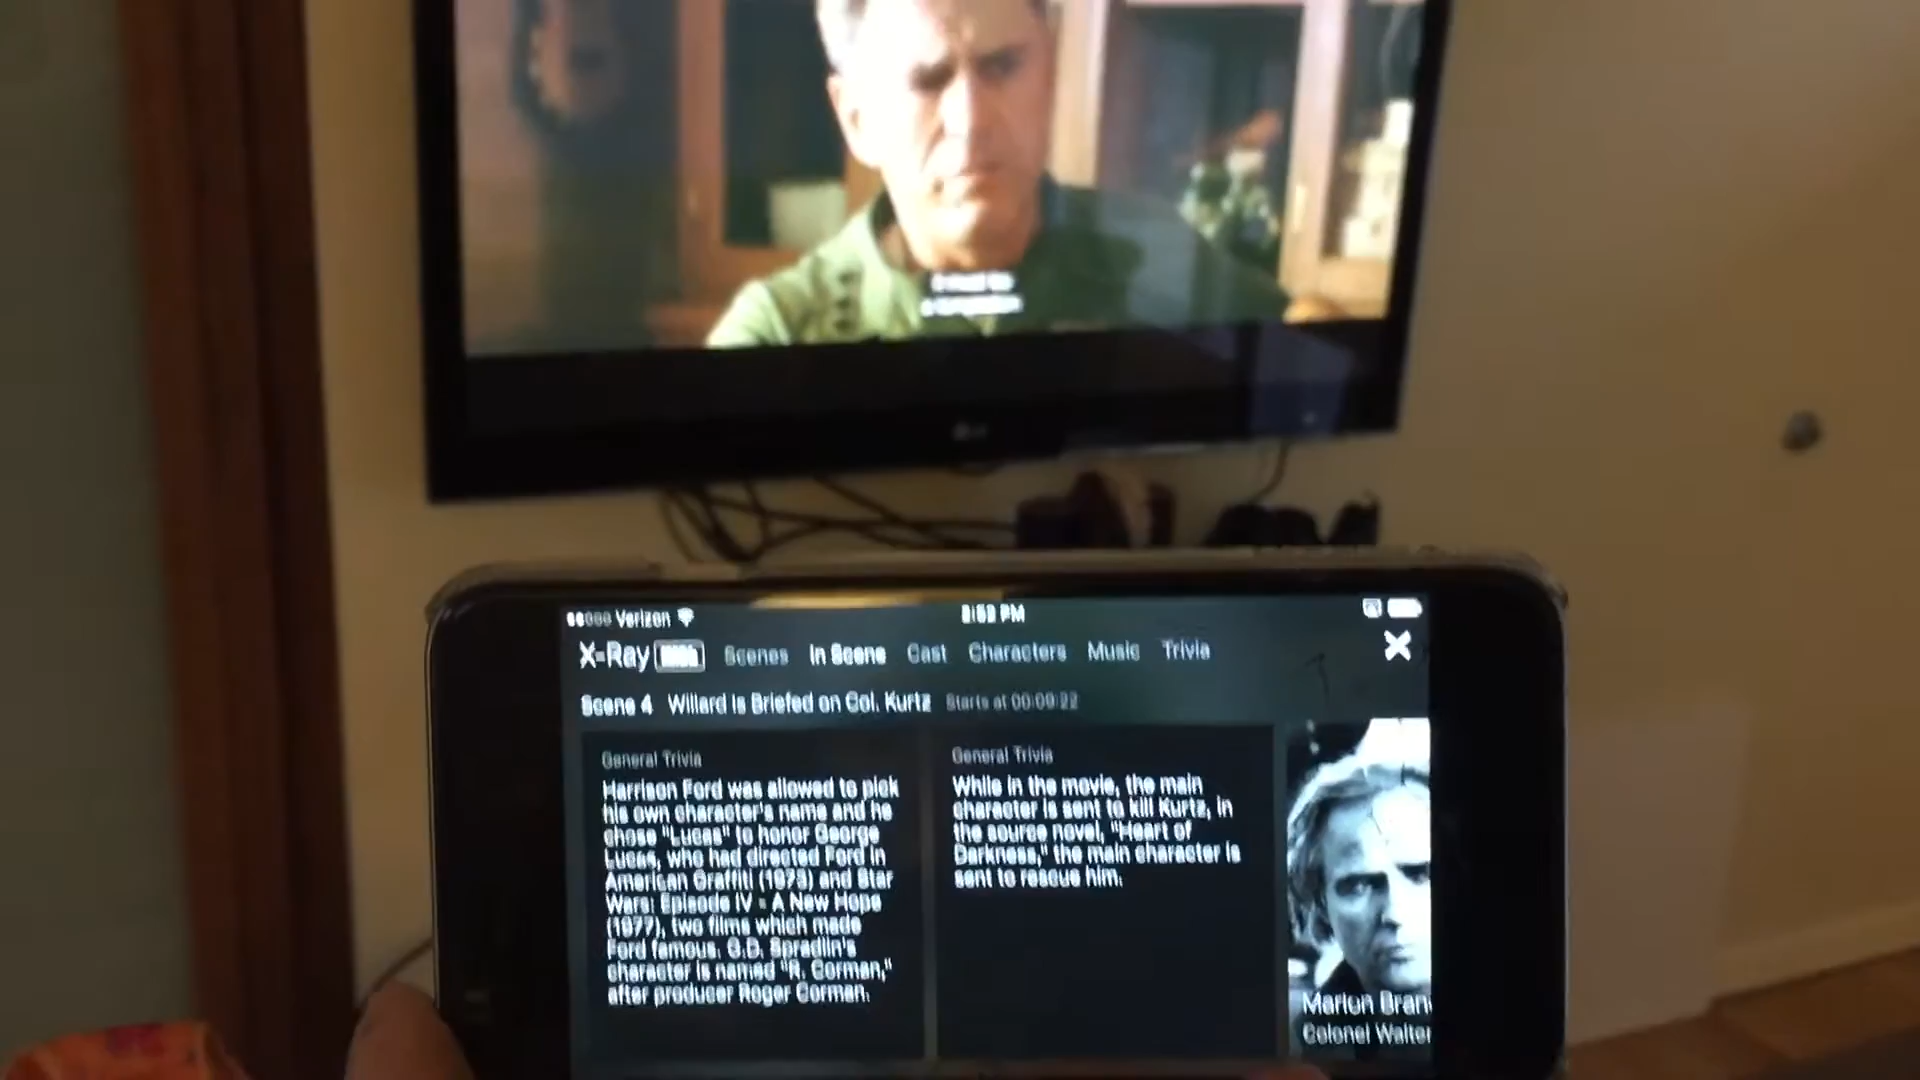 Verizon
X-Ray Scenes In Scene Cast Characters Music Trivia
Scene 4 Willard is Briefed on Col. Kurtz Starts at 00:09:22
General Trivia
Harrison Ford was allowed to pick
his own character's name and he
chose "Lucas" to honor George
Lucas, who had directed Ford in
American Graffiti (1973) and Star
Wars: Episode IV - A New Hope
(1977), two films which made
Ford famous. G.D. Spradlin's
character is named "R. Corman,"
after producer Roger Corman.
General Trivia
While in the movie, the main
character is sent to kill Kurtz, in
the source novel, "Heart of
Darkness," the main character is
sent to rescue him.
Marlon Bran
Colonel Walter
LG